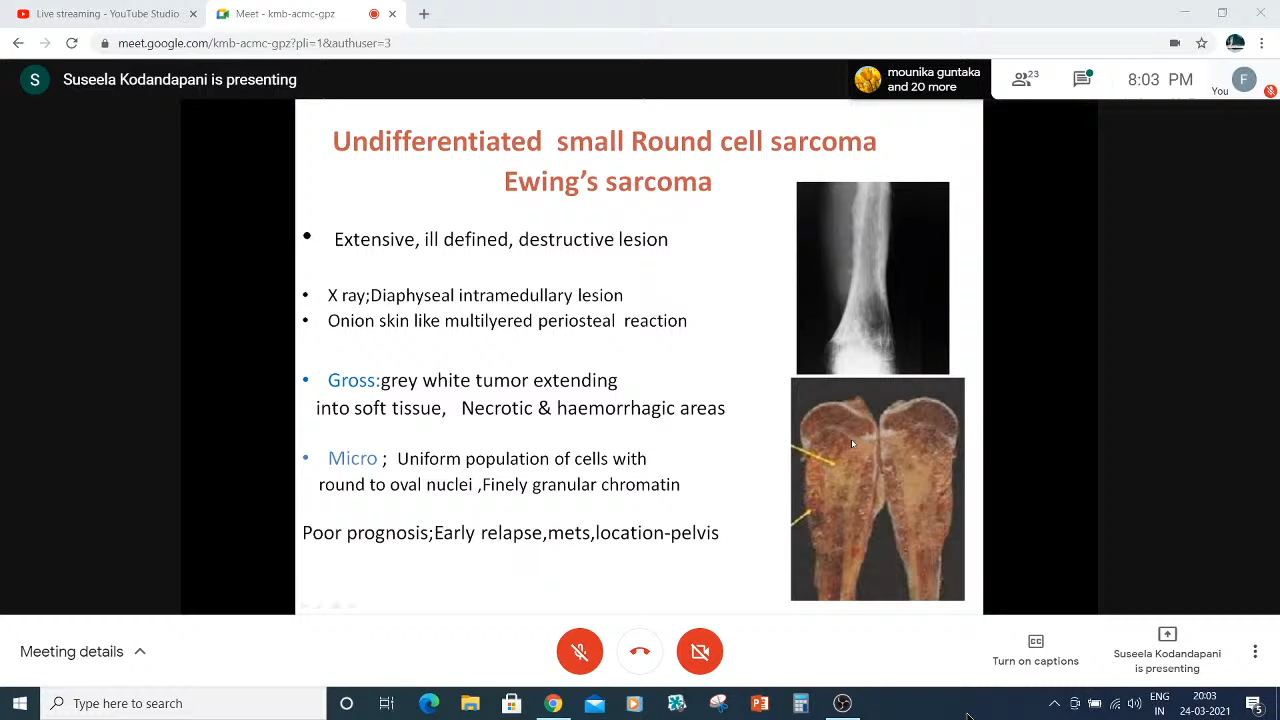 Live streaming - YouTube Studio
Meet - kmb-acmc-gpz
meet.google.com/kmb-acmc-gpz?pli=1&authuser=3
S
Suseela Kodandapani is presenting
mounika guntaka
and 20 more
23
8:03 PM
You
F
Undifferentiated small Round cell sarcoma
Ewing's sarcoma
• Extensive, ill defined, destructive lesion
• X ray;Diaphyseal intramedullary lesion
• Onion skin like multilyered periosteal reaction
• Gross:grey white tumor extending
into soft tissue, Necrotic & haemorrhagic areas
• Micro ; Uniform population of cells with
round to oval nuclei ,Finely granular chromatin
Poor prognosis;Early relapse,mets,location-pelvis
Meeting details
CC
Turn on captions
Suseela Kodandapani
is presenting
Type here to search
ENG
IN
20:03
24-03-2021
5